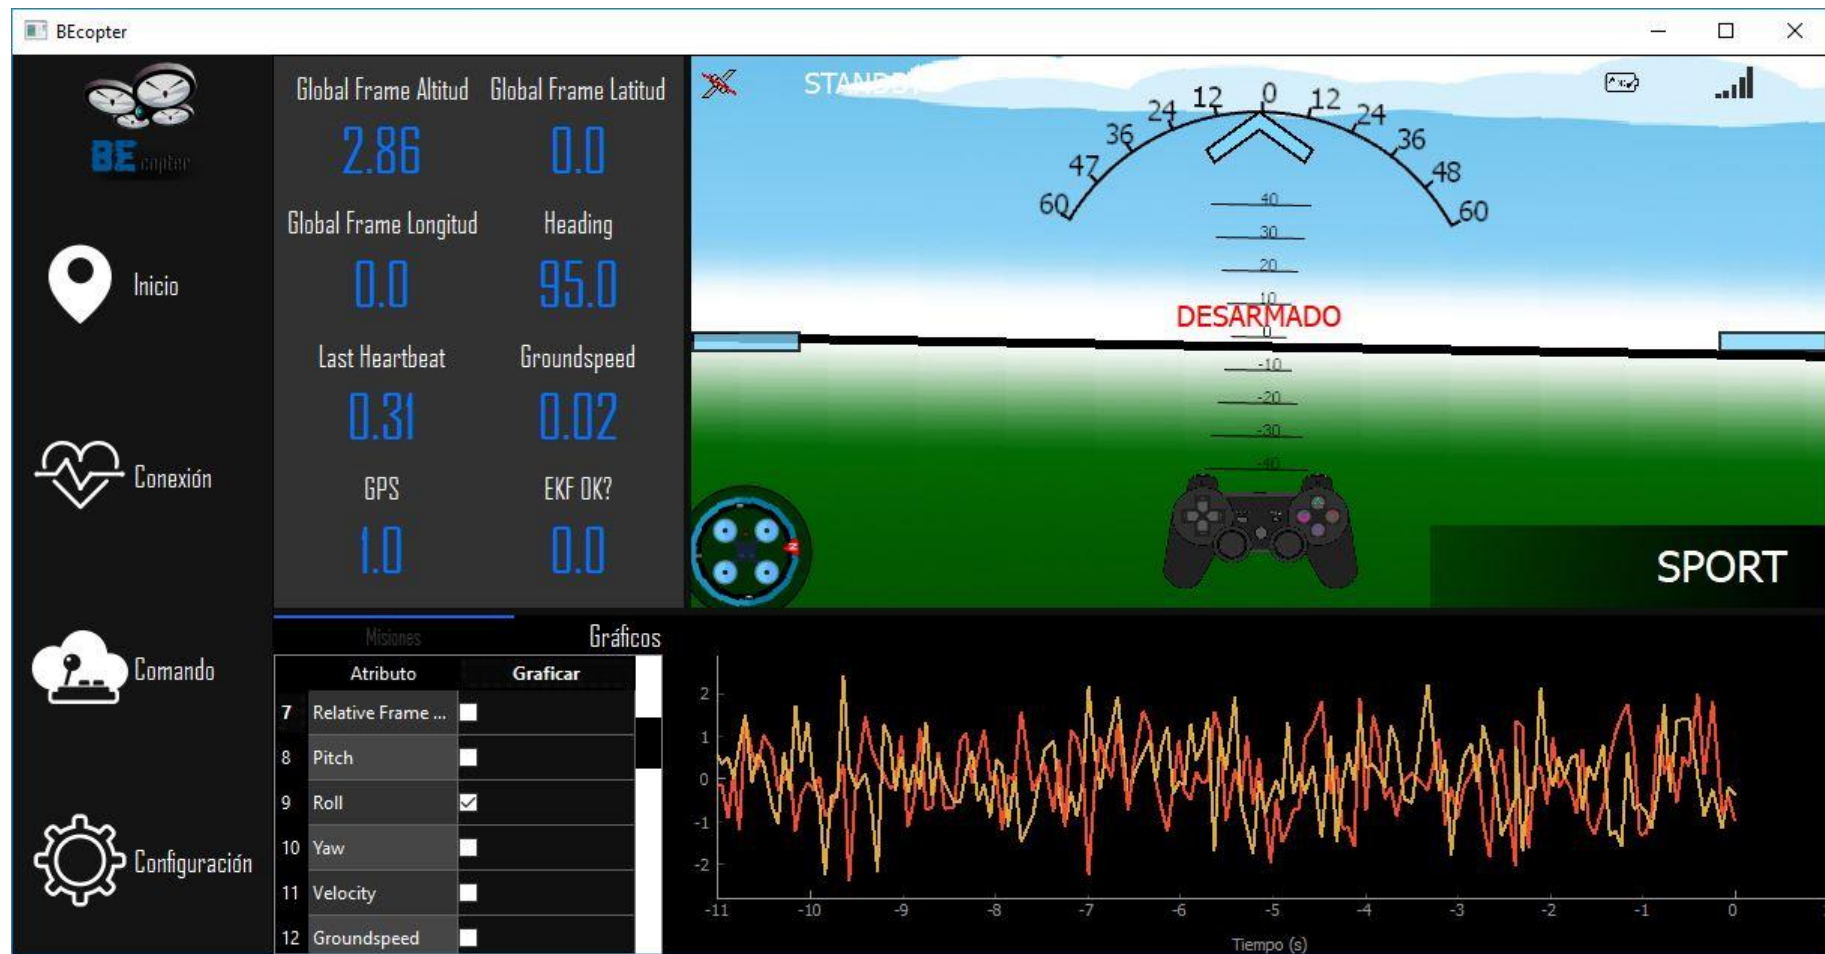 BEcopter
BE copter
Inicio
Conexión
Comando
Configuración
Global Frame Altitud
2.86
Global Frame Latitud
0.0
Global Frame Longitud
0.0
Heading
95.0
Last Heartbeat
0.31
Groundspeed
0.02
GPS
1.0
EKF OK?
0.0
STANDBY
60 47 36 24 12 0 12 24 36 48 60
40
30
20
10
DESARMADO
0
-10
-20
-30
-40
N
SPORT
Misiones
Gráficos
Atributo Graficar
7 Relative Frame ...
8 Pitch
9 Roll
10 Yaw
11 Velocity
12 Groundspeed
2
1
0
-1
-2
-11 -10 -9 -8 -7 -6 -5 -4 -3 -2 -1 0
Tiempo (s)